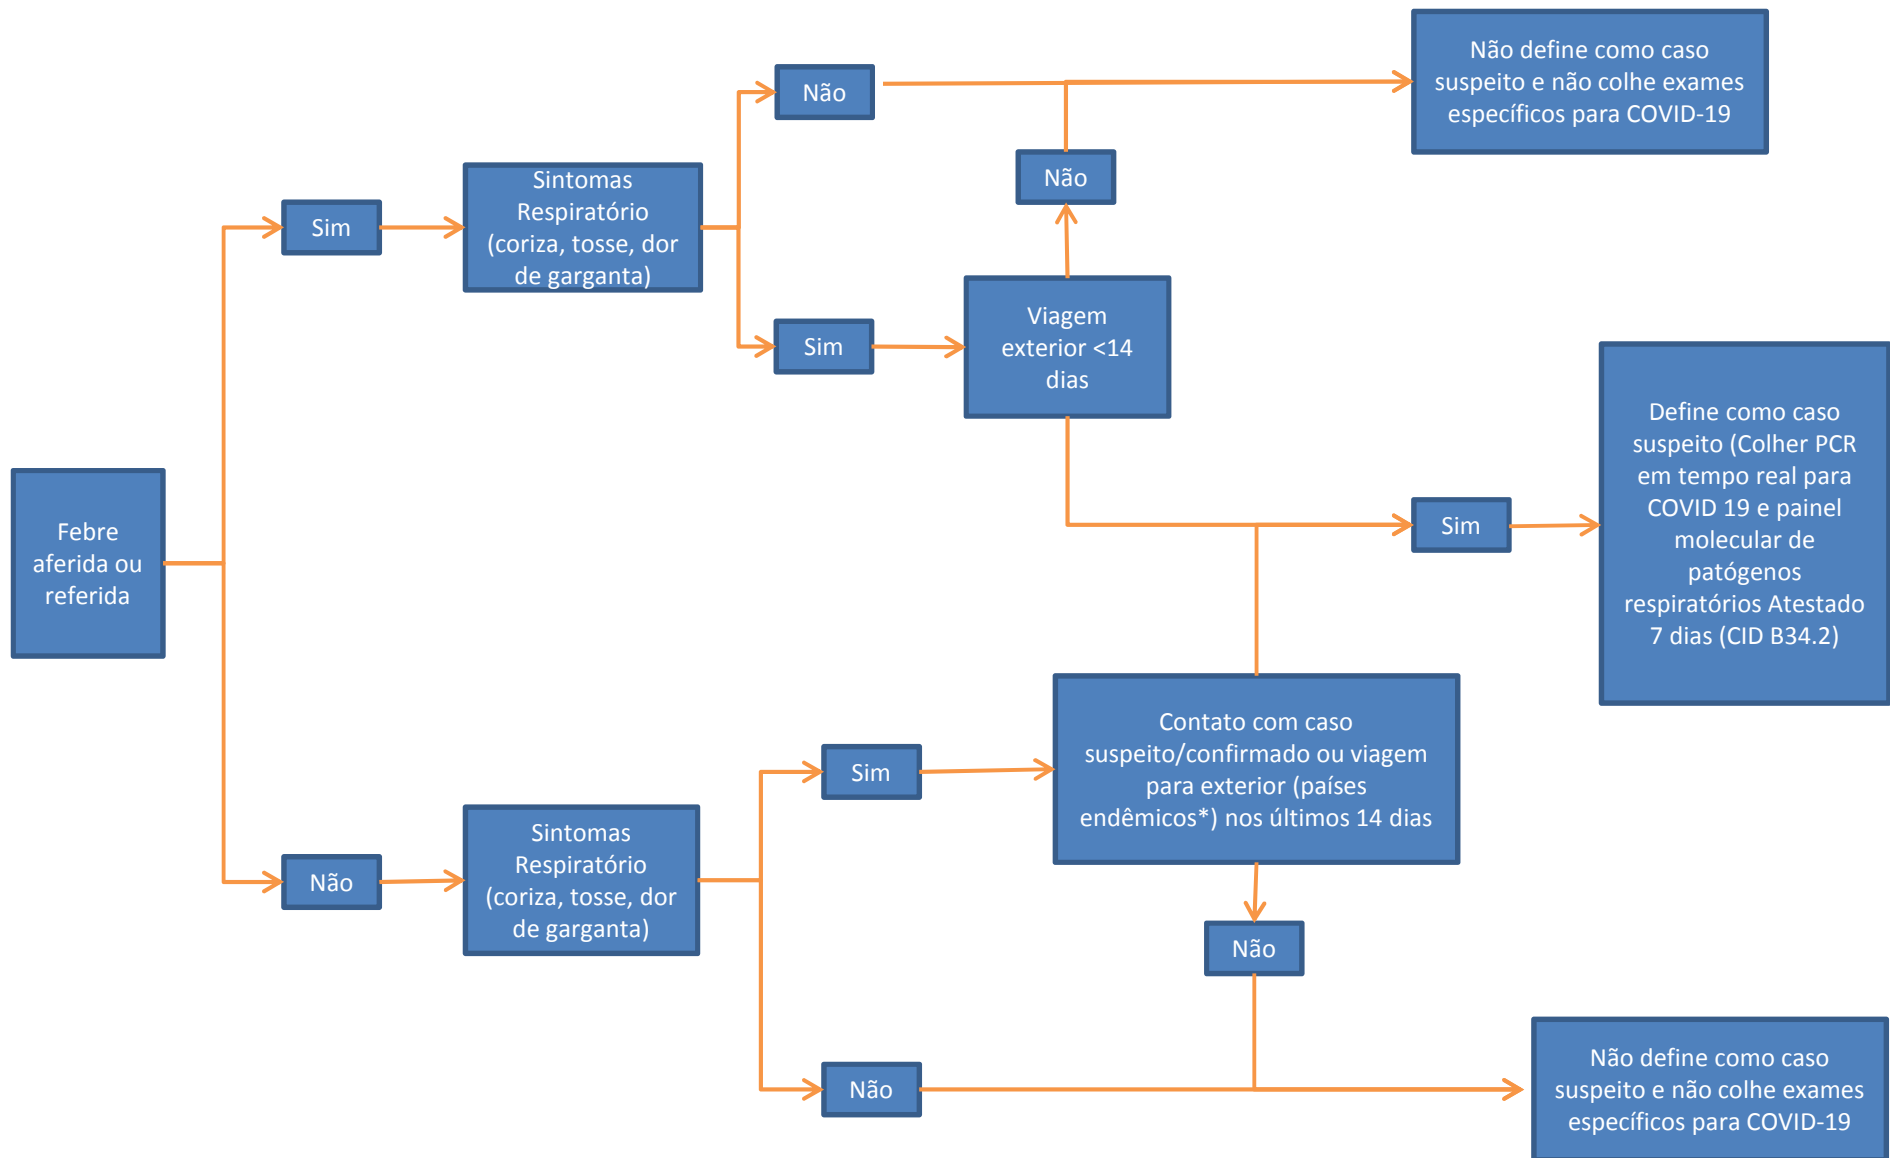 Não define como caso
suspeito e não colhe exames
específicos para COVID-19
Não
Não
Sintomas
Respiratório
(coriza, tosse, dor
de garganta)
Sim
Sim
Viagem
exterior <14
dias
Define como caso
suspeito (Colher PCR
em tempo real para
COVID 19 e painel
molecular de
patógenos
respiratórios Atestado
7 dias (CID B34.2)
Sim
Febre
aferida ou
referida
Contato com caso
suspeito/confirmado ou viagem
para exterior (países
endêmicos*) nos últimos 14 dias
Sim
Sintomas
Respiratório
(coriza, tosse, dor
de garganta)
Não
Não
Não
Não define como caso
suspeito e não colhe exames
específicos para COVID-19